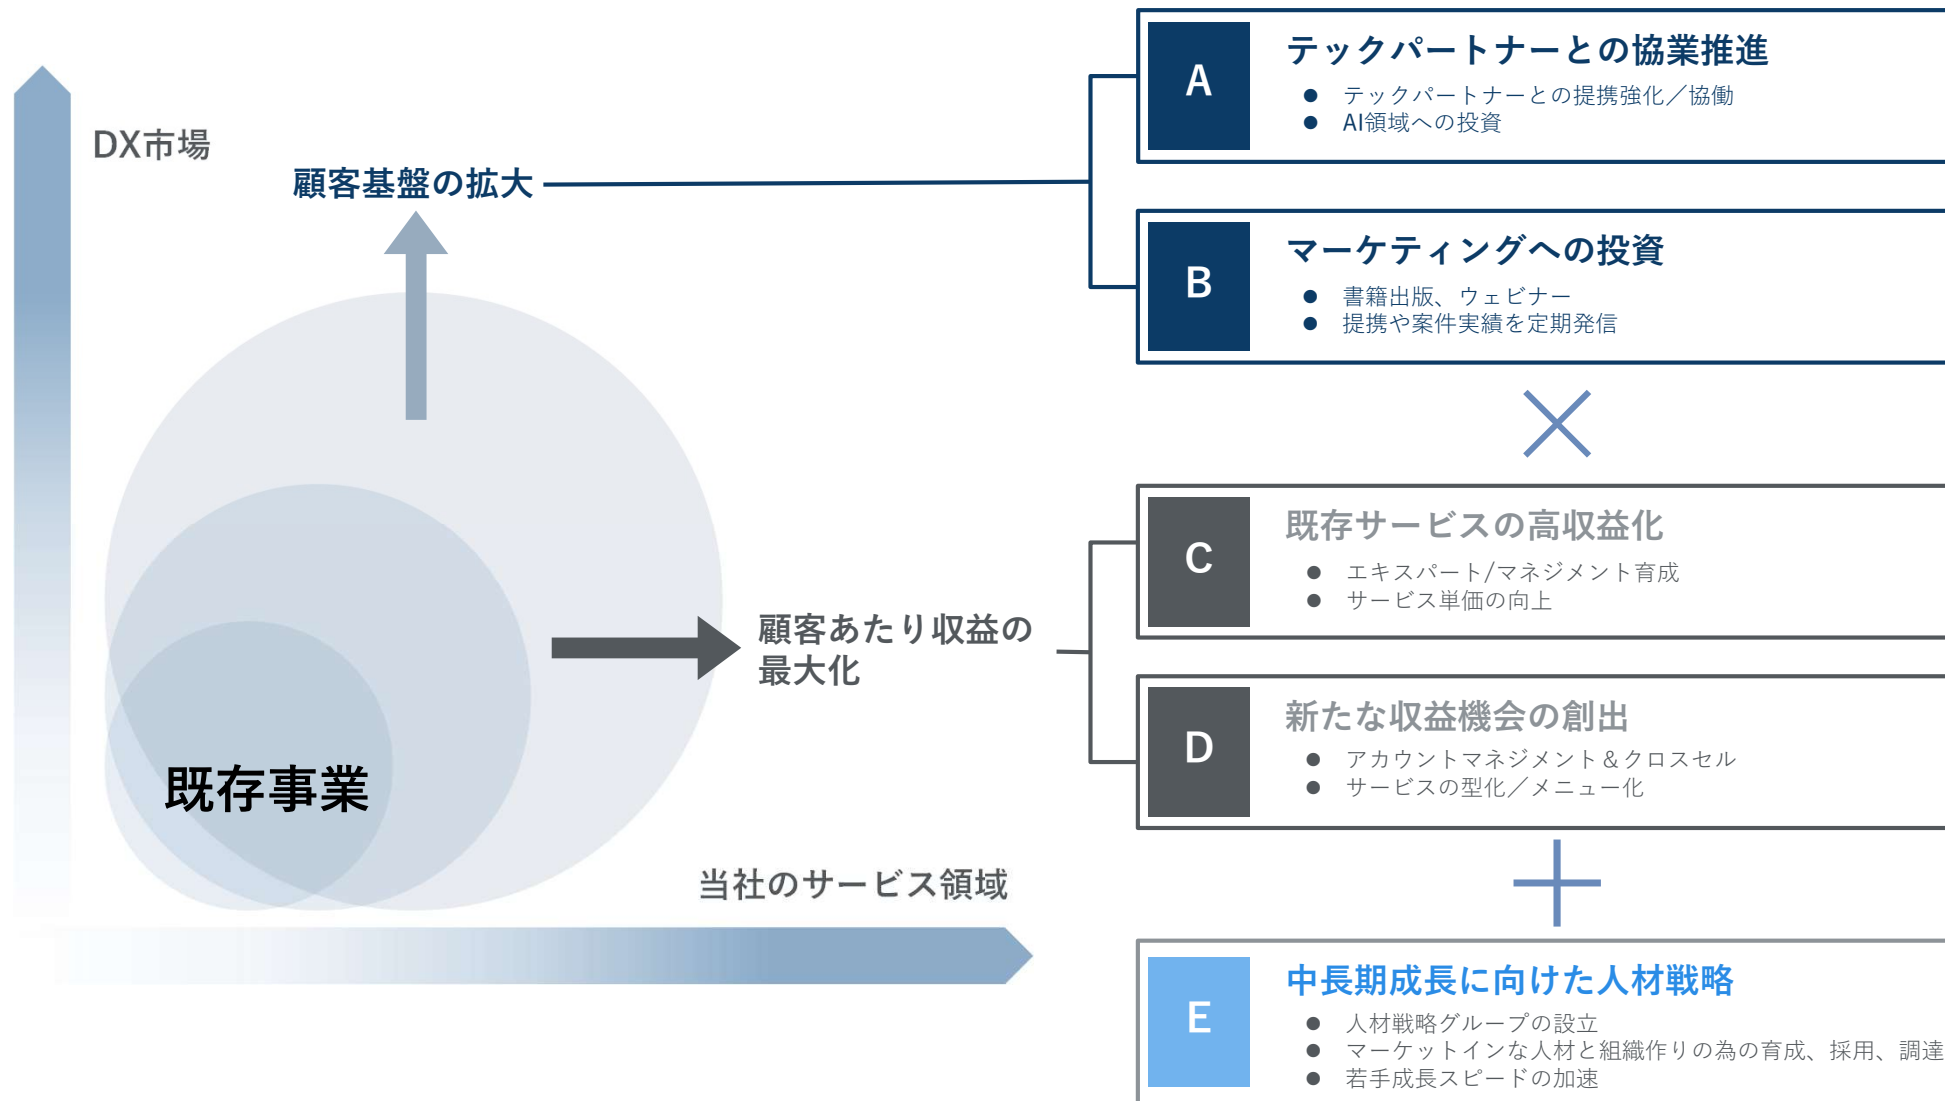 DX市場
顧客基盤の拡大
既存事業
顧客あたり収益の
最大化
当社のサービス領域
A
テックパートナーとの協業推進
● テックパートナーとの提携強化／協働
● AI領域への投資
B
マーケティングへの投資
● 書籍出版、ウェビナー
● 提携や案件実績を定期発信
C
既存サービスの高収益化
● エキスパート/マネジメント育成
● サービス単価の向上
D
新たな収益機会の創出
● アカウントマネジメント＆クロスセル
● サービスの型化／メニュー化
E
中長期成長に向けた人材戦略
● 人材戦略グループの設立
● マーケットインな人材と組織作りの為の育成、採用、調達
● 若手成長スピードの加速